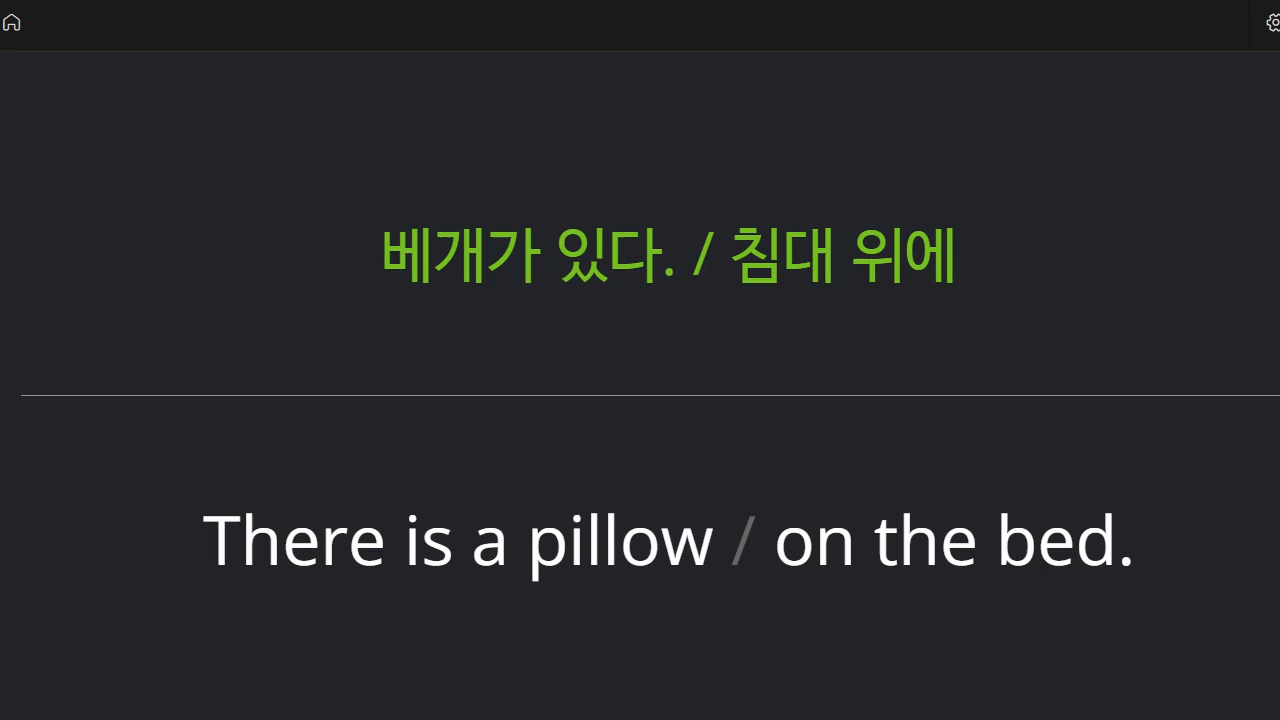 베개가 있다. / 침대 위에
There is a pillow / on the bed.